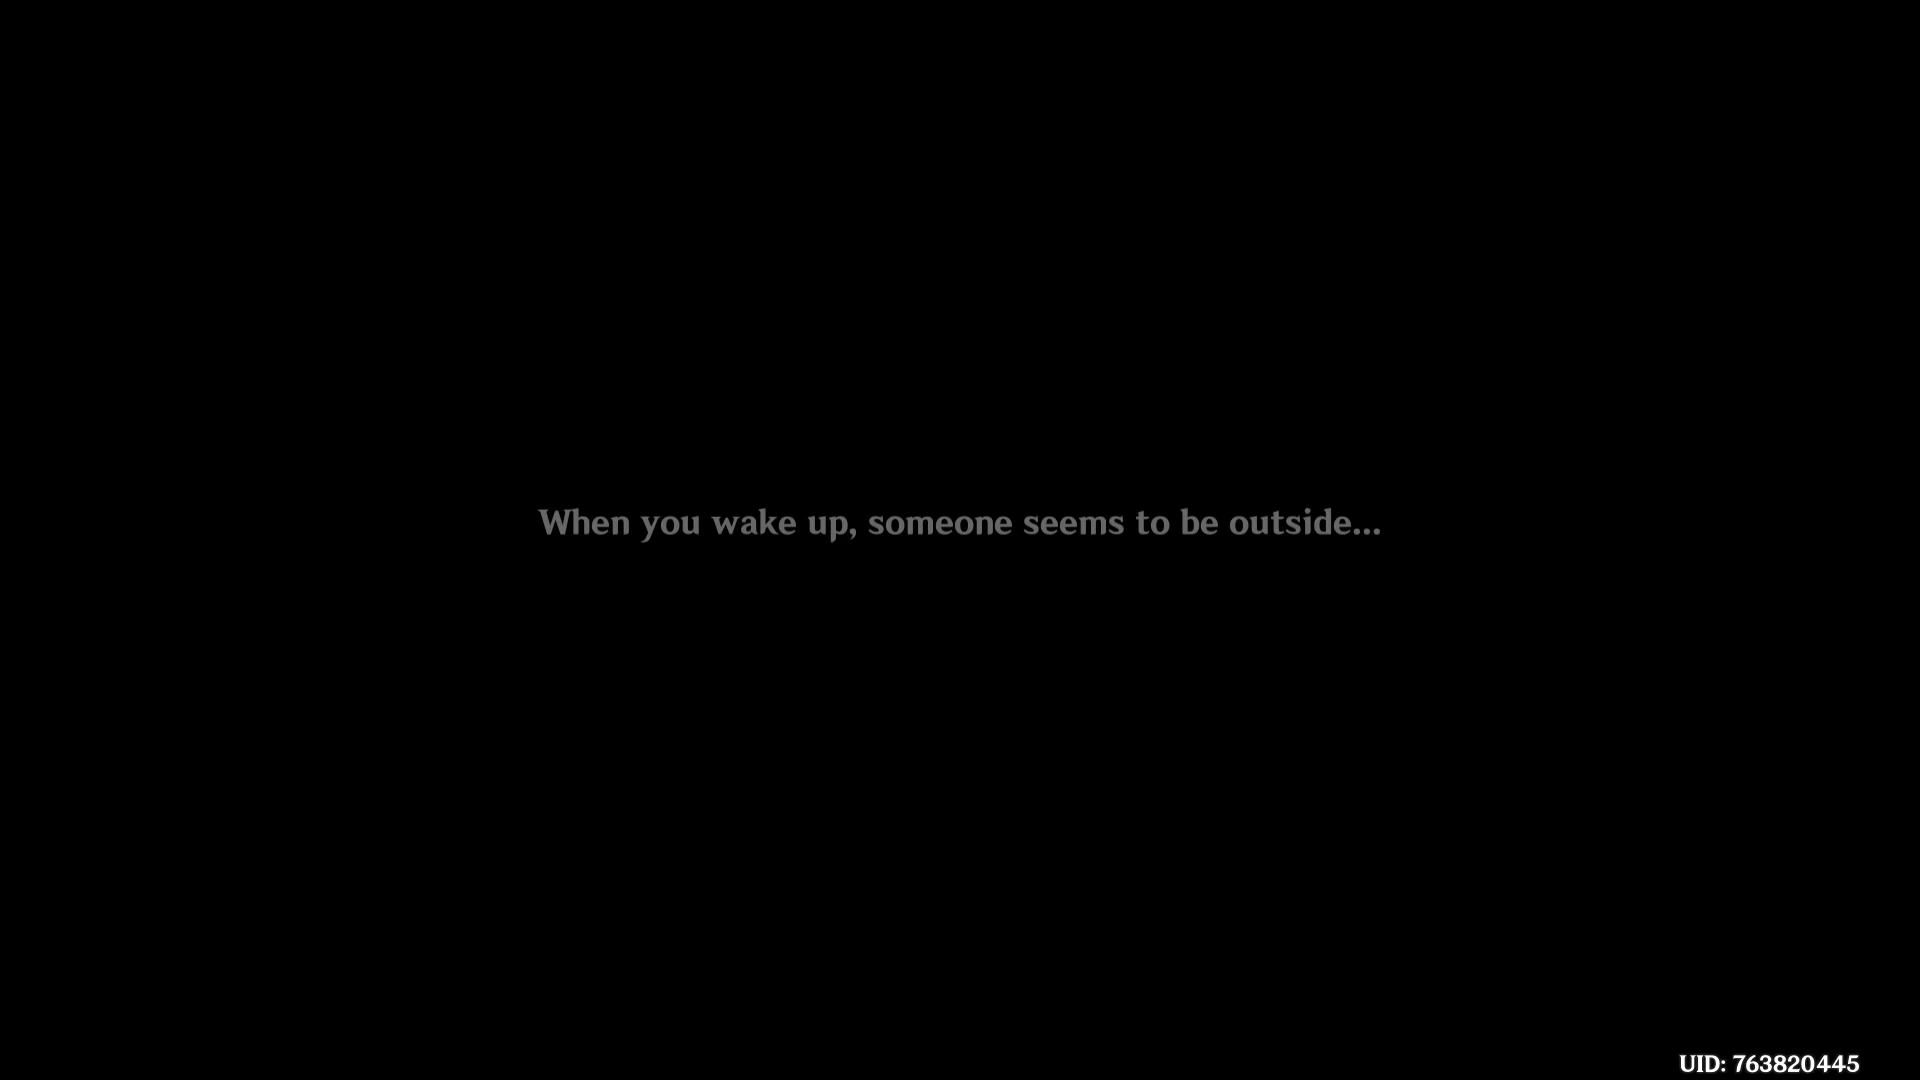 When you wake up, someone seems to be outside...
UID: 763820445